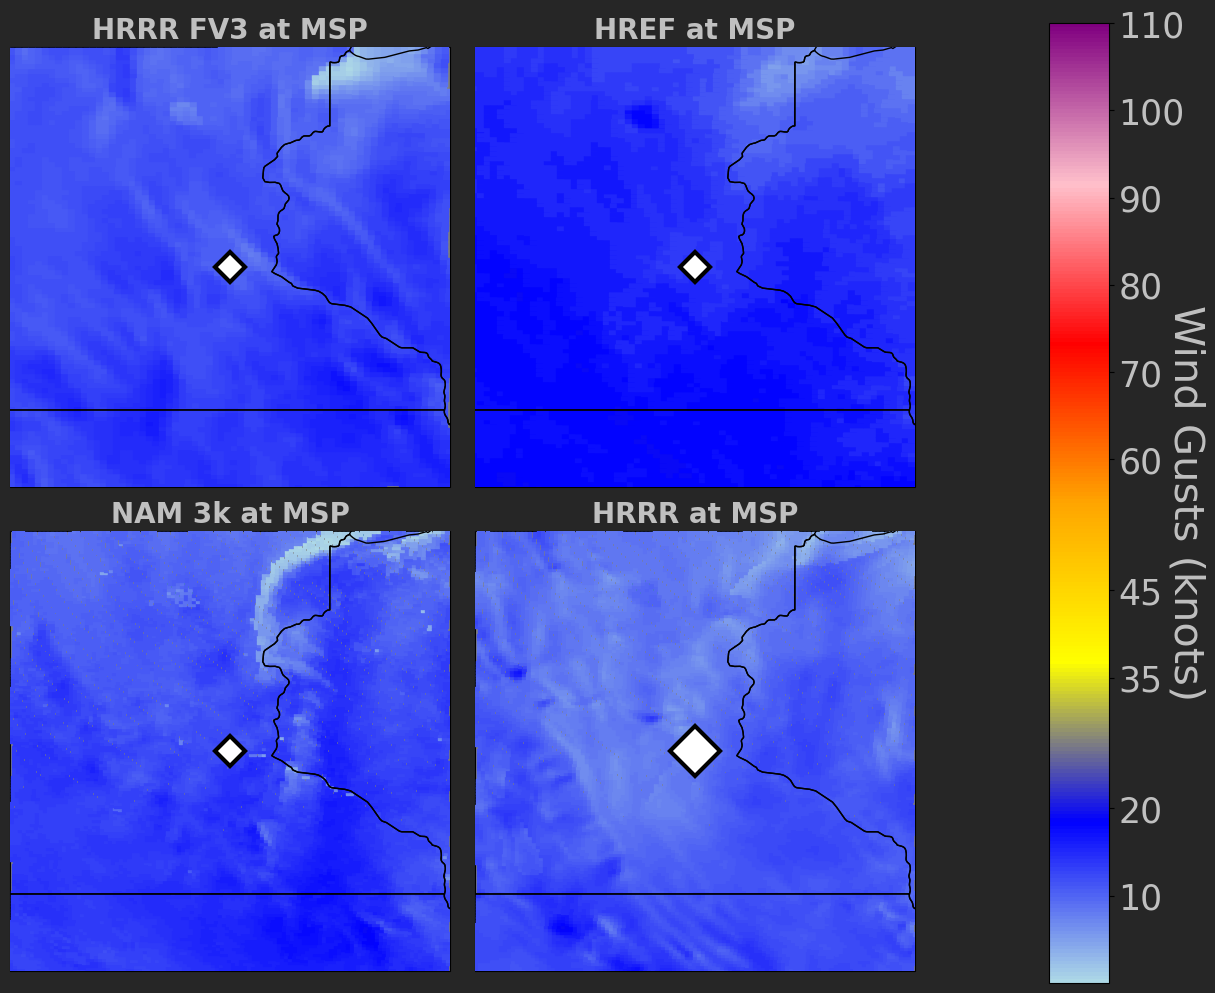 HRRR FV3 at MSP
HREF at MSP
NAM 3k at MSP
HRRR at MSP
110
100
90
80
70
60
45
35
20
10
Wind Gusts (knots)